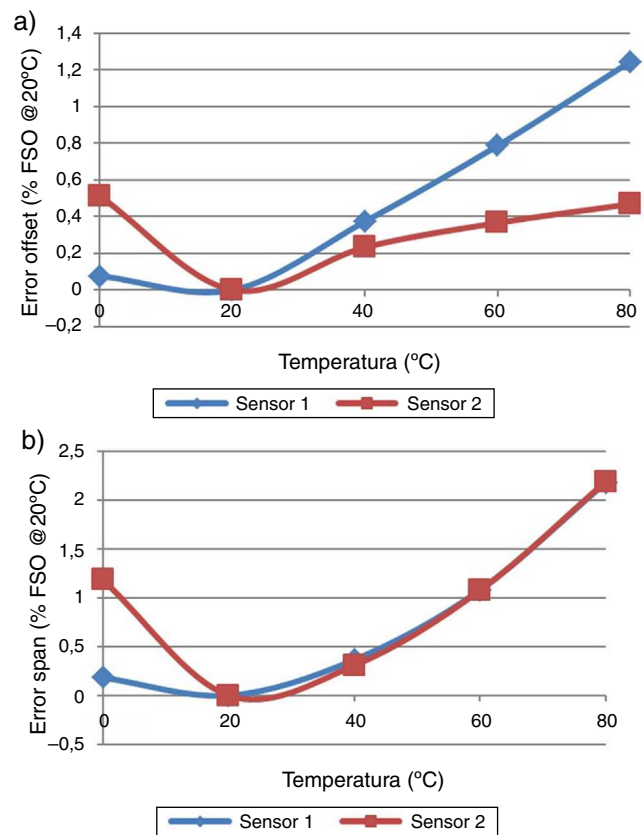 a)
Error offset (% FSO @20ºC)
1,4
1,2
1
0,8
0,6
0,4
0,2
0
–0,2
0 20 40 60 80
Temperatura (ºC)
Sensor 1 Sensor 2
b)
Error span (% FSO @20ºC)
2,5
2
1,5
1
0,5
0
–0,5
0 20 40 60 80
Temperatura (ºC)
Sensor 1 Sensor 2